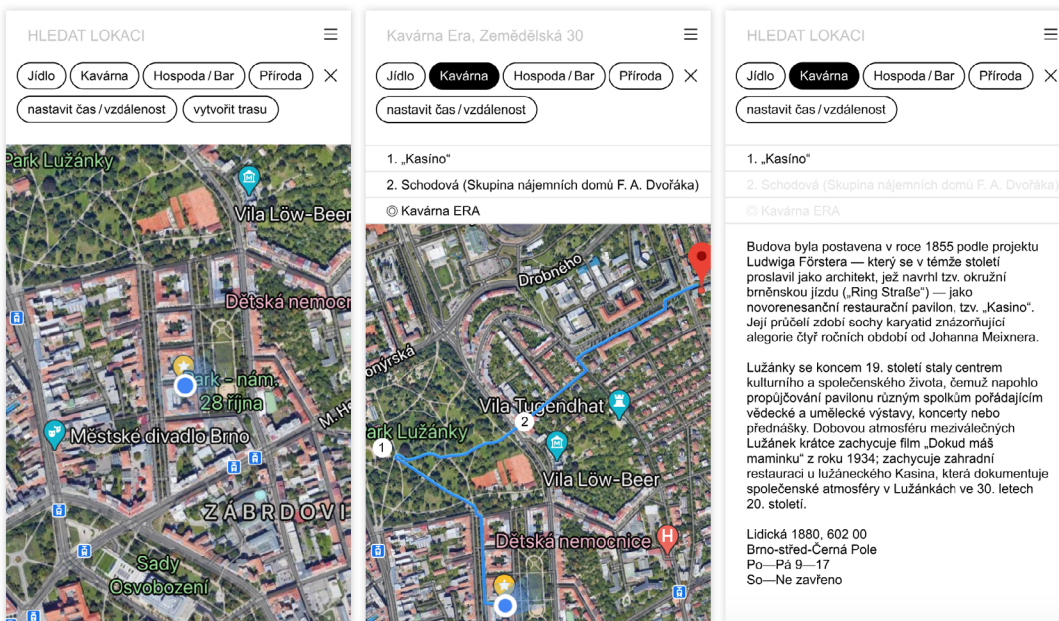 HLEDAT LOKACI
Jídlo
Kavárna
Hospoda / Bar
Příroda
nastavit čas / vzdálenost
vytvořit trasu
Park Lužánky
Vila Löw-Beer
Dětská nemocn
Park - nám.
28 října
M. Ho
Městské divadlo Brno
ZÁBRDOVI
Sady
Osvobození
Kavárna Era, Zemědělská 30
Jídlo
Kavárna
Hospoda / Bar
Příroda
nastavit čas / vzdálenost
1. „Kasíno“
2. Schodová (Skupina nájemních domů F. A. Dvořáka)
Kavárna ERA
Drobného
onýrská
Vila Tugendhat
2
ark Lužánky
1
Vila Löw-Beer
Dětská nemocnice
H
HLEDAT LOKACI
Jídlo
Kavárna
Hospoda / Bar
Příroda
nastavit čas / vzdálenost
1. „Kasíno“
2. Schodová (Skupina nájemních domů F. A. Dvořáka)
Kavárna ERA
Budova byla postavena v roce 1855 podle projektu
Ludwiga Förstera — který se v témže století
proslavil jako architekt, jež navrhl tzv. okružní
brněnskou jízdu („Ring Straße“) — jako
novorenesanční restaurační pavilon, tzv. „Kasino“.
Její průčelí zdobí sochy karyatid znázorňující
alegorie čtyř ročních období od Johanna Meixnera.
Lužánky se koncem 19. století staly centrem
kulturního a společenského života, čemuž napohlo
propůjčování pavilonu různým spolkům pořádajícím
vědecké a umělecké výstavy, koncerty nebo
přednášky. Dobovou atmosféru meziválečných
Lužánek krátce zachycuje film „Dokud máš
maminku“ z roku 1934; zachycuje zahradní
restauraci u lužáneckého Kasina, která dokumentuje
společenské atmosféry v Lužánkách ve 30. letech
20. století.
Lidická 1880, 602 00
Brno-střed-Černá Pole
Po—Pá 9—17
So—Ne zavřeno